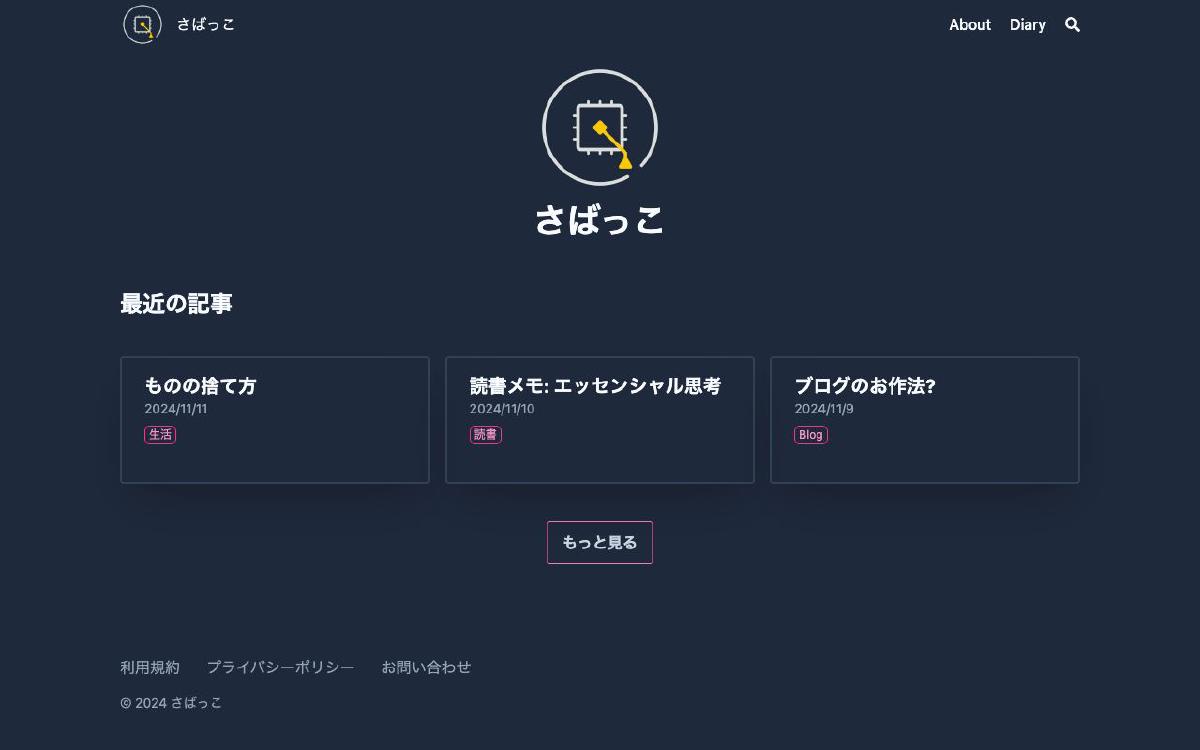 さばっこ
About Diary
さばっこ
最近の記事
ものの捨て方
2024/11/11
生活
読書メモ: エッセンシャル思考
2024/11/10
読書
ブログのお作法?
2024/11/9
Blog
もっと見る
利用規約 プライバシーポリシー お問い合わせ
© 2024 さばっこ